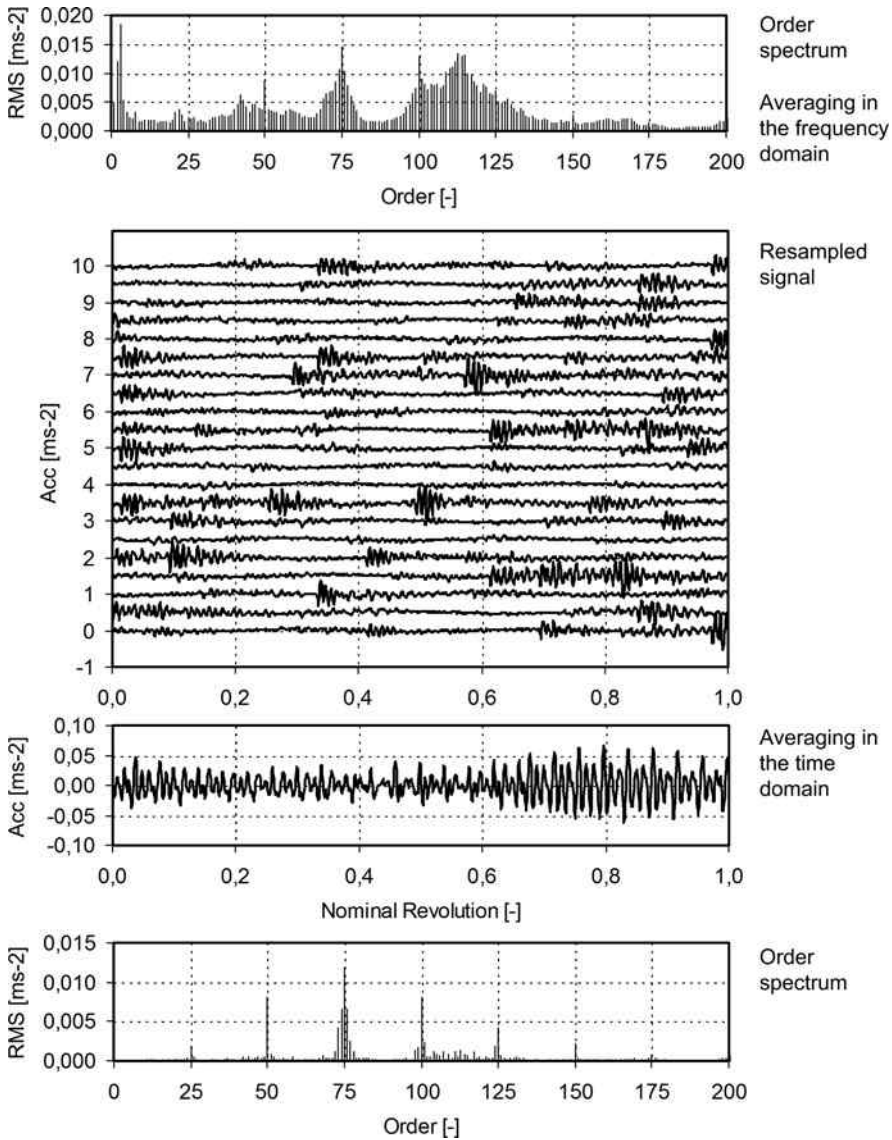 RMS [ms-2]
0,020
0,015
0,010
0,005
0,000
0 25 50 75 100 125 150 175 200
Order [-]
Order
spectrum
Averaging in
the frequency
domain
Acc [ms-2]
10
9
8
7
6
5
4
3
2
1
0
-1
0,0 0,2 0,4 0,6 0,8 1,0
Resampled
signal
Acc [ms-2]
0,10
0,05
0,00
-0,05
-0,10
0,0 0,2 0,4 0,6 0,8 1,0
Nominal Revolution [-]
Averaging in
the time
domain
RMS [ms-2]
0,015
0,010
0,005
0,000
0 25 50 75 100 125 150 175 200
Order [-]
Order
spectrum